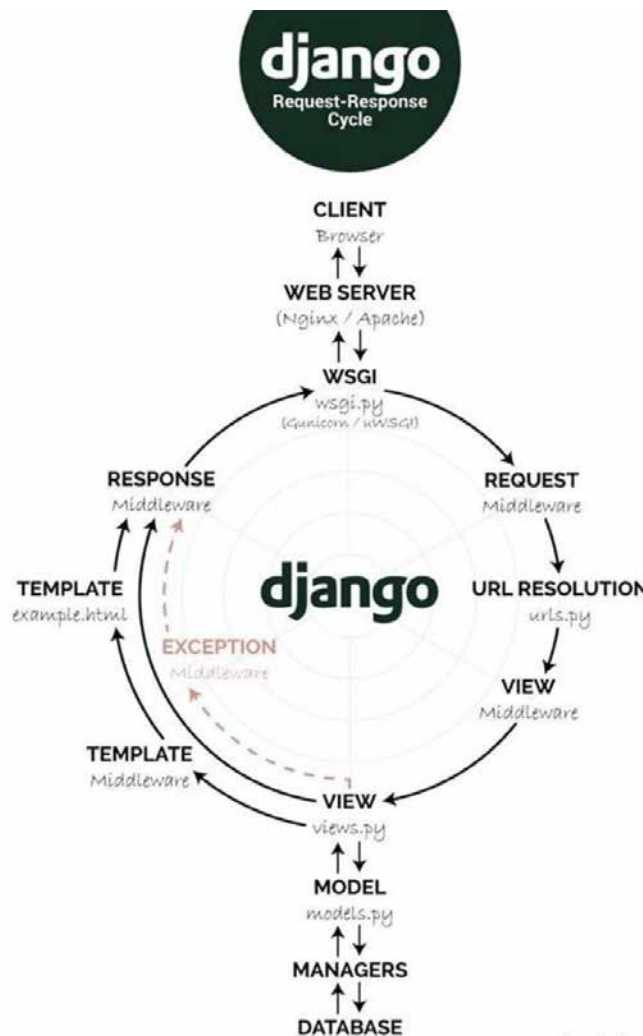 django
Request-Response
Cycle
CLIENT
Browser
WEB SERVER
(Nginx / Apache)
WSGI
wsgi.py
(Gunicorn / uWSGI)
RESPONSE
Middleware
REQUEST
Middleware
TEMPLATE
example.html
django
URL RESOLUTION
urls.py
EXCEPTION
Middleware
VIEW
Middleware
TEMPLATE
Middleware
VIEW
views.py
MODEL
models.py
MANAGERS
DATABASE